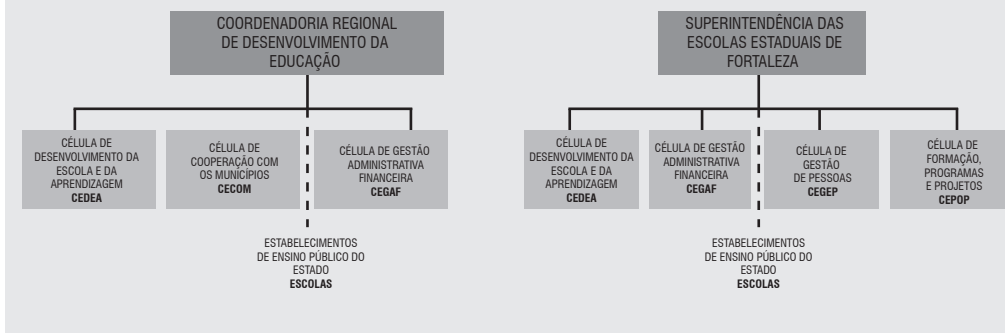 COORDENADORIA REGIONAL
DE DESENVOLVIMENTO DA
EDUCAÇÃO
CÉLULA DE
DESENVOLVIMENTO DA
ESCOLA E DA
APRENDIZAGEM
CEDEA
CÉLULA DE
COOPERAÇÃO COM
OS MUNICÍPIOS
CECOM
CÉLULA DE GESTÃO
ADMINISTRATIVA
FINANCEIRA
CEGAF
ESTABELECIMENTOS
DE ENSINO PÚBLICO DO
ESTADO
ESCOLAS
SUPERINTENDÊNCIA DAS
ESCOLAS ESTADUAIS DE
FORTALEZA
CÉLULA DE
DESENVOLVIMENTO DA
ESCOLA E DA
APRENDIZAGEM
CEDEA
CÉLULA DE GESTÃO
ADMINISTRATIVA
FINANCEIRA
CEGAF
CÉLULA DE
GESTÃO
DE PESSOAS
CEGEP
CÉLULA DE
FORMAÇÃO,
PROGRAMAS
E PROJETOS
CEPOP
ESTABELECIMENTOS
DE ENSINO PÚBLICO DO
ESTADO
ESCOLAS